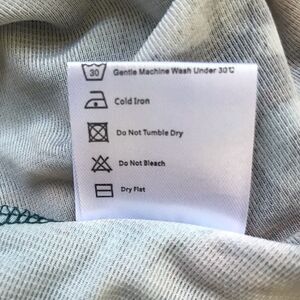 30 Gentle Machine Wash Under 30℃
Cold Iron
Do Not Tumble Dry
Do Not Bleach
Dry Flat